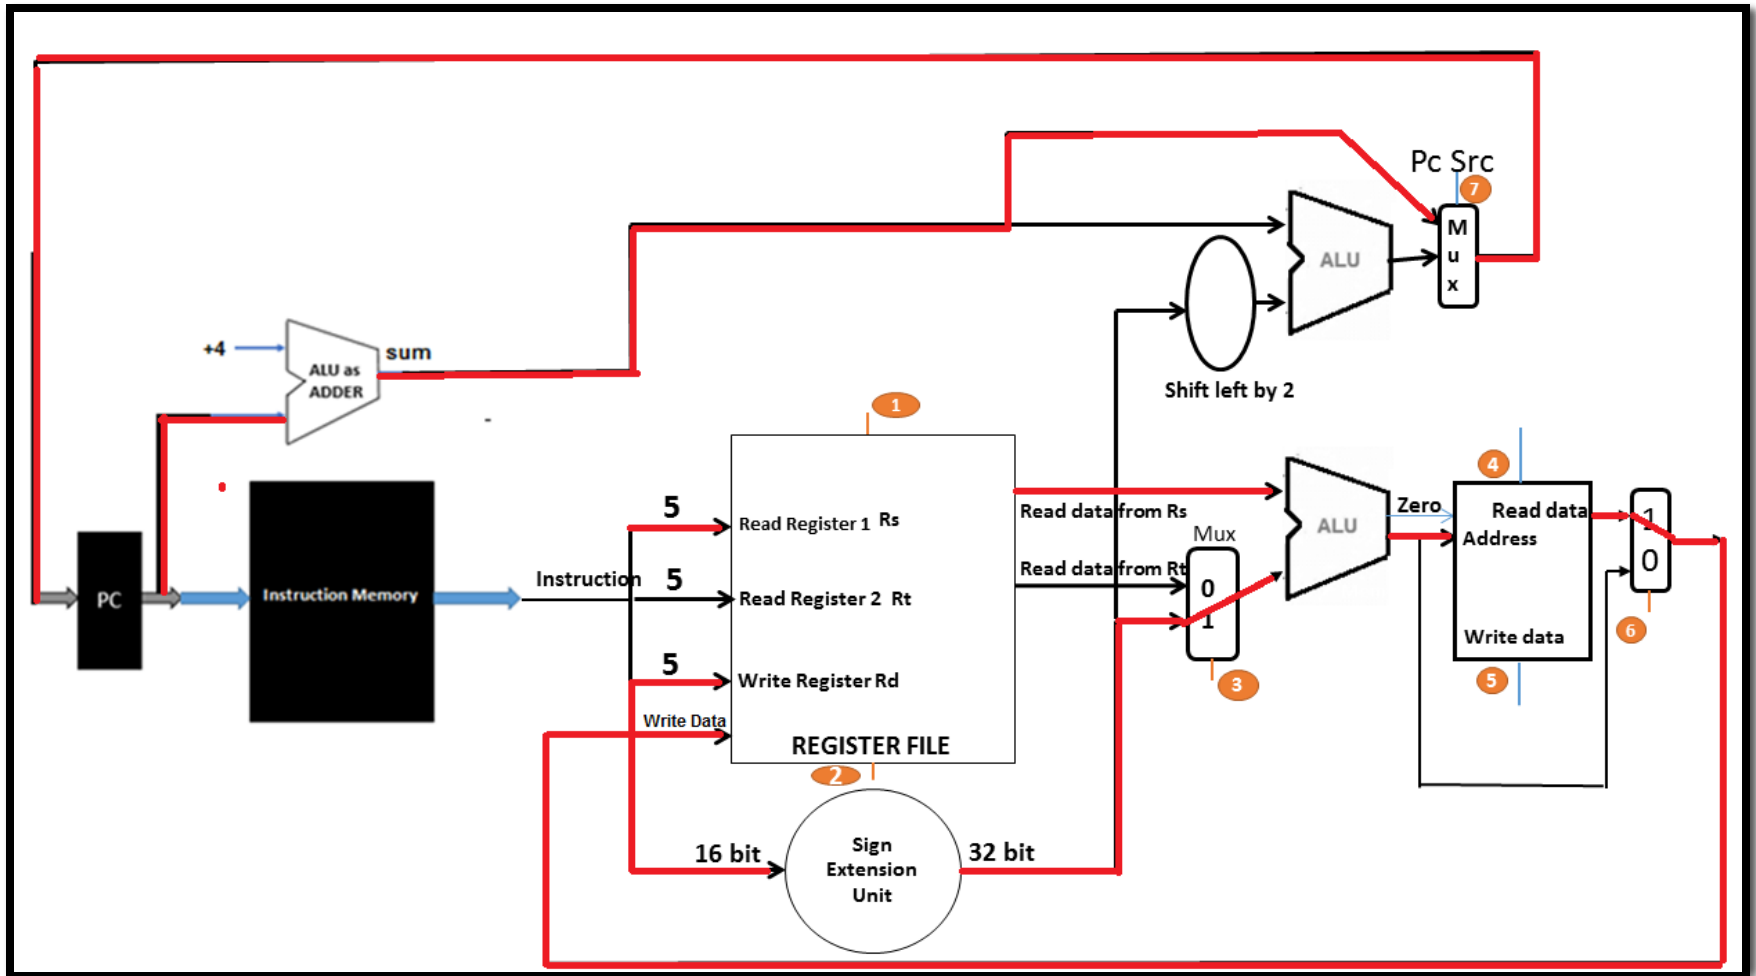 Pc Src
7
M
u
x
ALU
+4
sum
ALU as
ADDER
Shift left by 2
1
4
5
Read Register 1 Rs
Read data from Rs
Zero
Read data
1
Mux
ALU
Address
Instruction
5
Read data from Rt
0
0
PC
Instruction Memory
Read Register 2 Rt
1
6
Write data
5
Write Register Rd
3
5
Write Data
REGISTER FILE
2
16 bit
Sign
Extension
Unit
32 bit